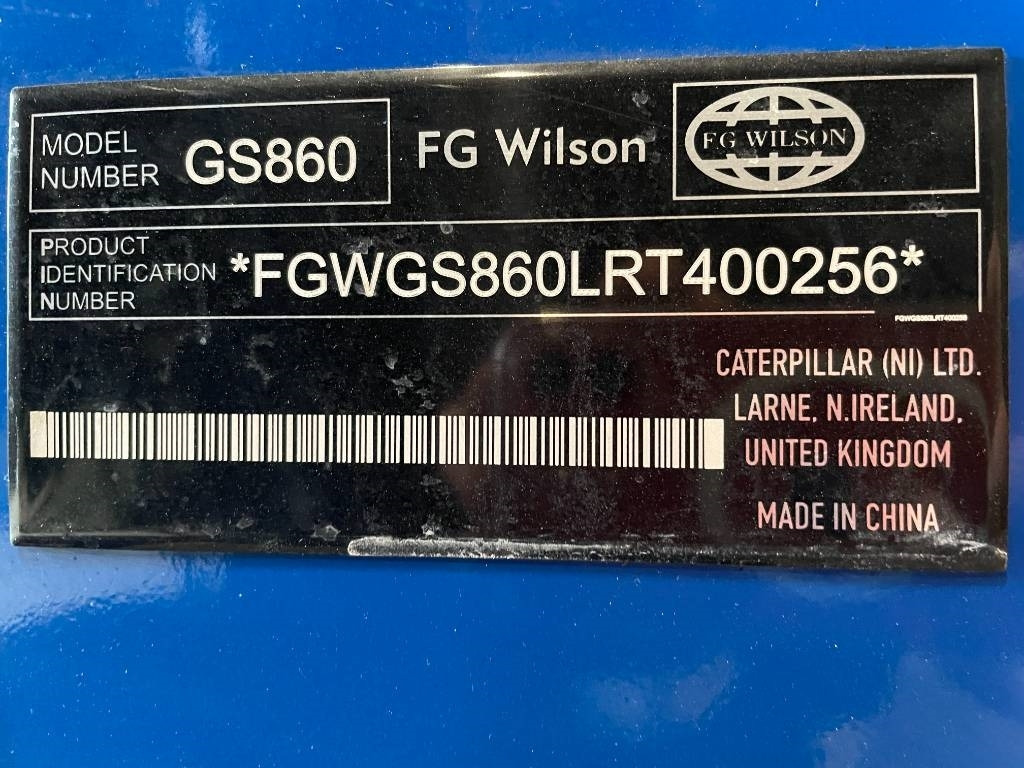 MODEL
NUMBER
GS860
FG Wilson
FG WILSON
PRODUCT
IDENTIFICATION
NUMBER
*FGWGS860LRT400256*
FGWGS860LRT400256
CATERPILLAR (NI) LTD.
LARNE, N.IRELAND,
UNITED KINGDOM
MADE IN CHINA